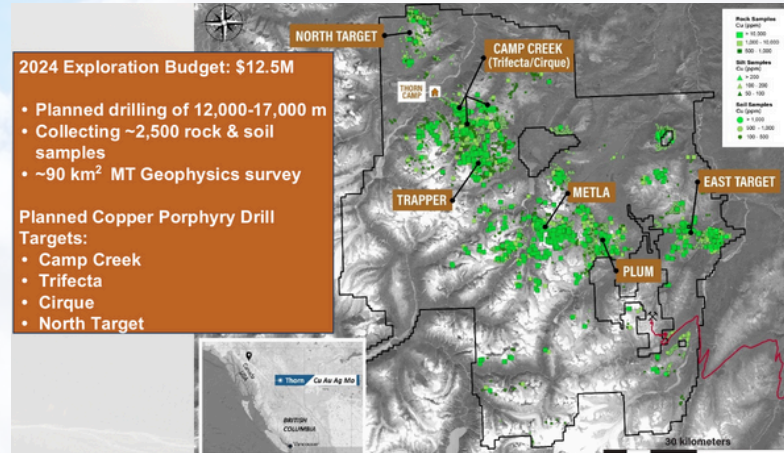 2024 Exploration Budget: $12.5M
• Planned drilling of 12,000-17,000 m
• Collecting ~2,500 rock & soil
samples
• ~90 km² MT Geophysics survey
Planned Copper Porphyry Drill
Targets:
• Camp Creek
• Trifecta
• Cirque
• North Target
NORTH TARGET
CAMP CREEK
(Trifecta/Cirque)
THORN
CAMP
TRAPPER
METLA
EAST TARGET
PLUM
Rock Samples
Cu (ppm)
> 10,000
1,000 - 10,000
500 - 1,000
Silt Samples
Cu (ppm)
> 200
100 - 200
50 - 100
Soil Samples
Cu (ppm)
> 1,000
500 - 1,000
100 - 500
Canada
USA
Thorn Cu Au Ag Mo
BRITISH
COLUMBIA
Vancouver
30 kilometers